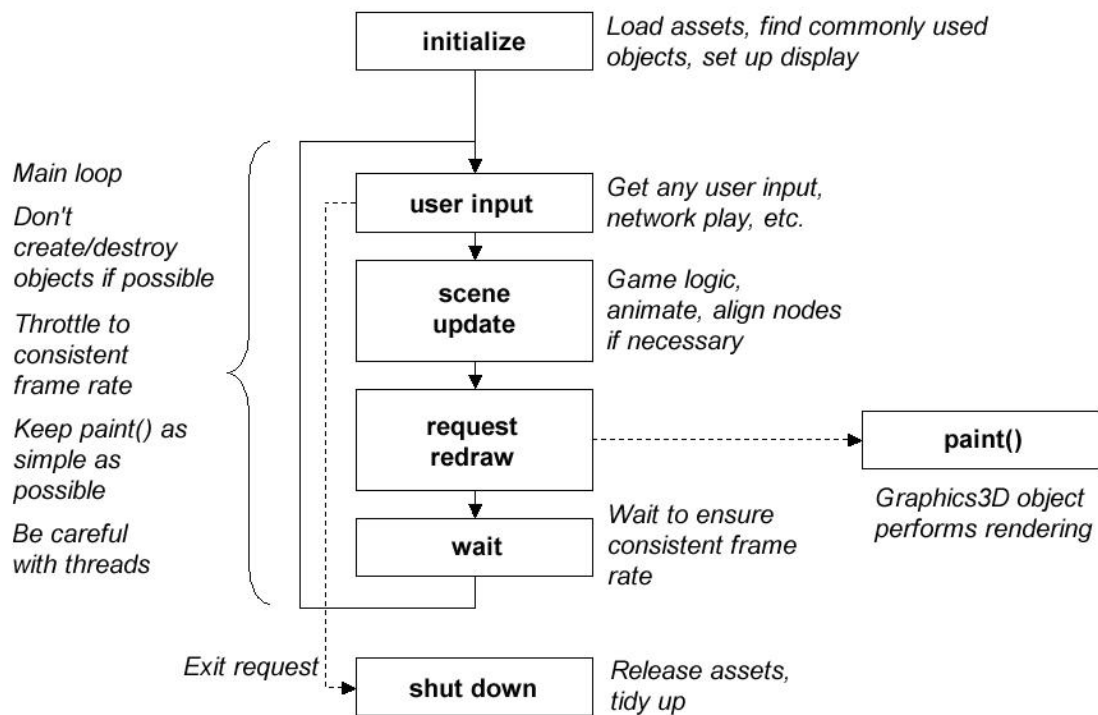 initialize
Load assets, find commonly used
objects, set up display
Main loop
Don't
create/destroy
objects if possible
Throttle to
consistent
frame rate
Keep paint() as
simple as
possible
Be careful
with threads
user input
Get any user input,
network play, etc.
scene
update
Game logic,
animate, align nodes
if necessary
request
redraw
paint()
Graphics3D object
performs rendering
wait
Wait to ensure
consistent frame
rate
Exit request
shut down
Release assets,
tidy up